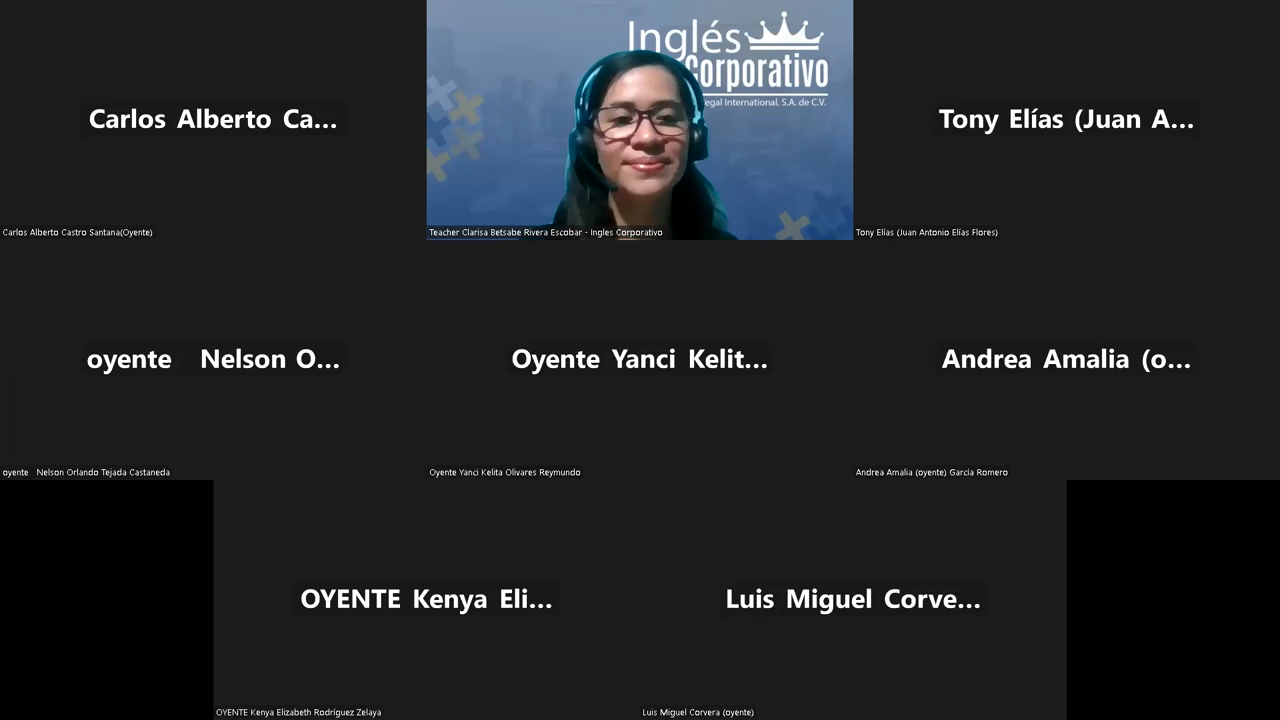 Carlos Alberto Ca...
Carlos Alberto Castro Santana(Oyente)
Inglés
Corporativo
egal International, S.A. de C.V.
Teacher Clarisa Betsabe Rivera Escobar - Ingles Corporativo
Tony Elías (Juan A...
Tony Elías (Juan Antonio Elías Flores)
oyente Nelson O...
oyente Nelson Orlando Tejada Castaneda
Oyente Yanci Kelit...
Oyente Yanci Kelita Olivares Reymundo
Andrea Amalia (o...
Andrea Amalia (oyente) García Romero
OYENTE Kenya Eli...
OYENTE Kenya Elizabeth Rodríguez Zelaya
Luis Miguel Corve...
Luis Miguel Corvera (oyente)